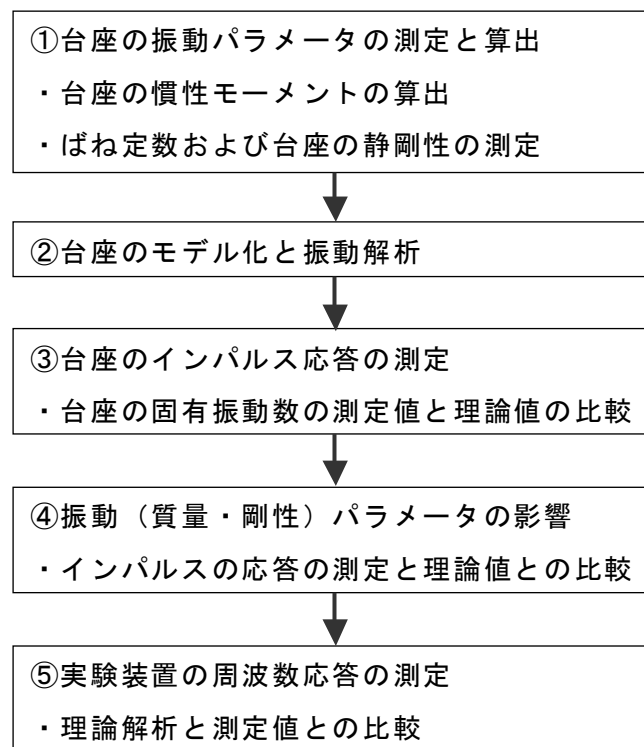 ①台座の振動パラメータの測定と算出
・台座の慣性モーメントの算出
・ばね定数および台座の静剛性の測定
②台座のモデル化と振動解析
③台座のインパルス応答の測定
・台座の固有振動数の測定値と理論値の比較
④振動（質量・剛性）パラメータの影響
・インパルスの応答の測定と理論値との比較
⑤実験装置の周波数応答の測定
・理論解析と測定値との比較